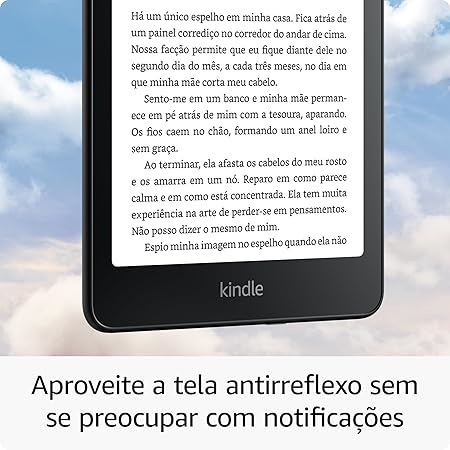 Há um único espelho em minha casa. Fica atrás de
um painel corrediço no corredor do andar de cima.
Nossa facção permite que eu fique diante dele no
segundo dia do mês, a cada três meses, no dia em
que minha mãe corta meu cabelo.
Sento-me em um banco e minha mãe perman-
ece em pé atrás de mim com a tesoura, aparando.
Os fios caem no chão, formando um anel loiro e
sem graça.
Ao terminar, ela afasta os cabelos do meu rosto
e os amarra em um nó. Reparo em como parece
calma e em como está concentrada. Ela tem muita
experiência na arte de perder-se em pensamentos.
Não posso dizer o mesmo de mim.
Espio minha imagem no espelho quando ela não
kindle
Aproveite a tela antirreflexo sem
se preocupar com notificações